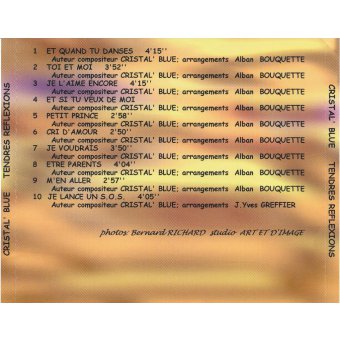 1 ET QUAND TU DANSES 4'15''
Auteur compositeur CRISTAL' BLUE; arrangements Alban BOUQUETTE
2 TOI ET MOI 3'52''
Auteur compositeur CRISTAL' BLUE; arrangements Alban BOUQUETTE
3 JE L'AIME ENCORE 4'15''
Auteur compositeur CRISTAL' BLUE; arrangements Alban BOUQUETTE
4 ET SI TU VEUX DE MOI
Auteur compositeur CRISTAL' BLUE; arrangements Alban BOUQUETTE
5 PETIT PRINCE 2'58''
Auteur compositeur CRISTAL' BLUE; arrangements Alban BOUQUETTE
6 CRI D'AMOUR 2'50''
Auteur compositeur CRISTAL' BLUE; arrangements Alban BOUQUETTE
7 JE VOUDRAIS 3'50''
Auteur compositeur CRISTAL' BLUE; arrangements Alban BOUQUETTE
8 ETRE PARENTS 4'04''
Auteur compositeur CRISTAL' BLUE; arrangements Alban BOUQUETTE
9 M'EN ALLER 2'57''
Auteur compositeur CRISTAL' BLUE; arrangements Alban BOUQUETTE
10 JE LANCE UN S.O.S. 4'05''
Auteur compositeur CRISTAL' BLUE; arrangements J.Yves GREFFIER
photos: Bernard RICHARD studio ART ET D'IMAGE
CRISTAL' BLUE TENDRES REFLEXIONS
CRISTAL' BLUE TENDRES REFLEXIONS